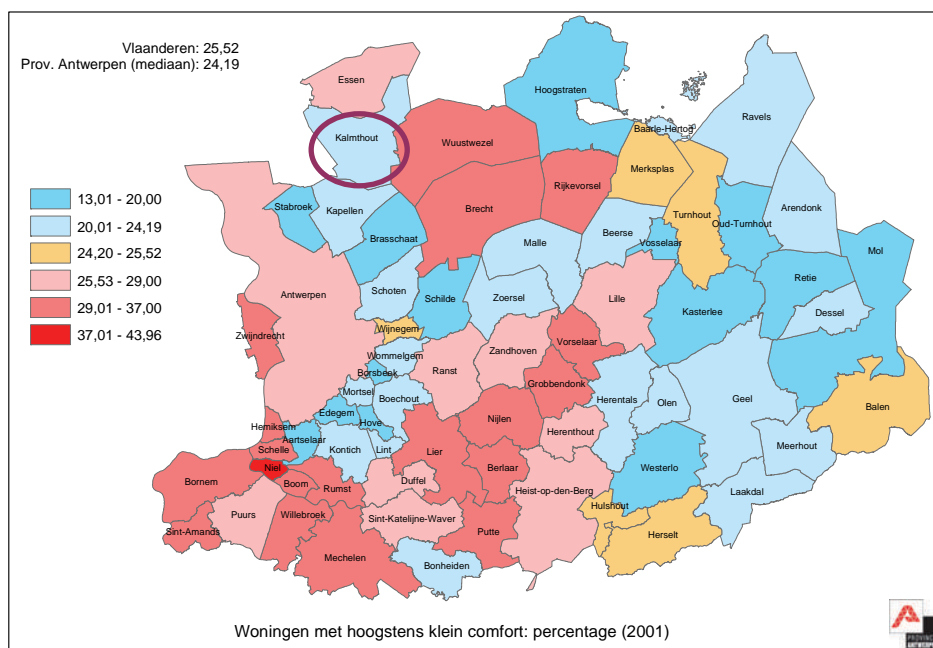 Vlaanderen: 25,52
Prov. Antwerpen (mediaan): 24,19
Essen
Hoogstraten
Kalmthout
Wuustwezel
Baarle-Hertog
Ravels
Merksplas
Rijkevorsel
13,01 - 20,00
20,01 - 24,19
24,20 - 25,52
25,53 - 29,00
29,01 - 37,00
37,01 - 43,96
Stabroek
Kapellen
Brecht
Turnhout
Arendonk
Oud-Turnhout
Brasschaat
Malle
Beerse
Vosselaar
Mol
Retie
Antwerpen
Schoten
Schilde
Zoersel
Lille
Kasterlee
Dessel
Zwijndrecht
Wijnegem
Wommelgem
Zandhoven
Vorselaar
Borsbeek
Ranst
Grobbendonk
Mortsel
Boechout
Herentals
Olen
Geel
Balen
Edegem
Hove
Nijlen
Hemiksem
Aartselaar
Herenthout
Schelle
Kontich
Lint
Lier
Meerhout
Niel
Berlaar
Westerlo
Bornem
Boom
Rumst
Duffel
Heist-op-den-Berg
Laakdal
Puurs
Willebroek
Sint-Katelijne-Waver
Hulshout
Sint-Amands
Putte
Herselt
Mechelen
Bonheiden
Woningen met hoogstens klein comfort: percentage (2001)
A
PROVINC
ANTWERPEN